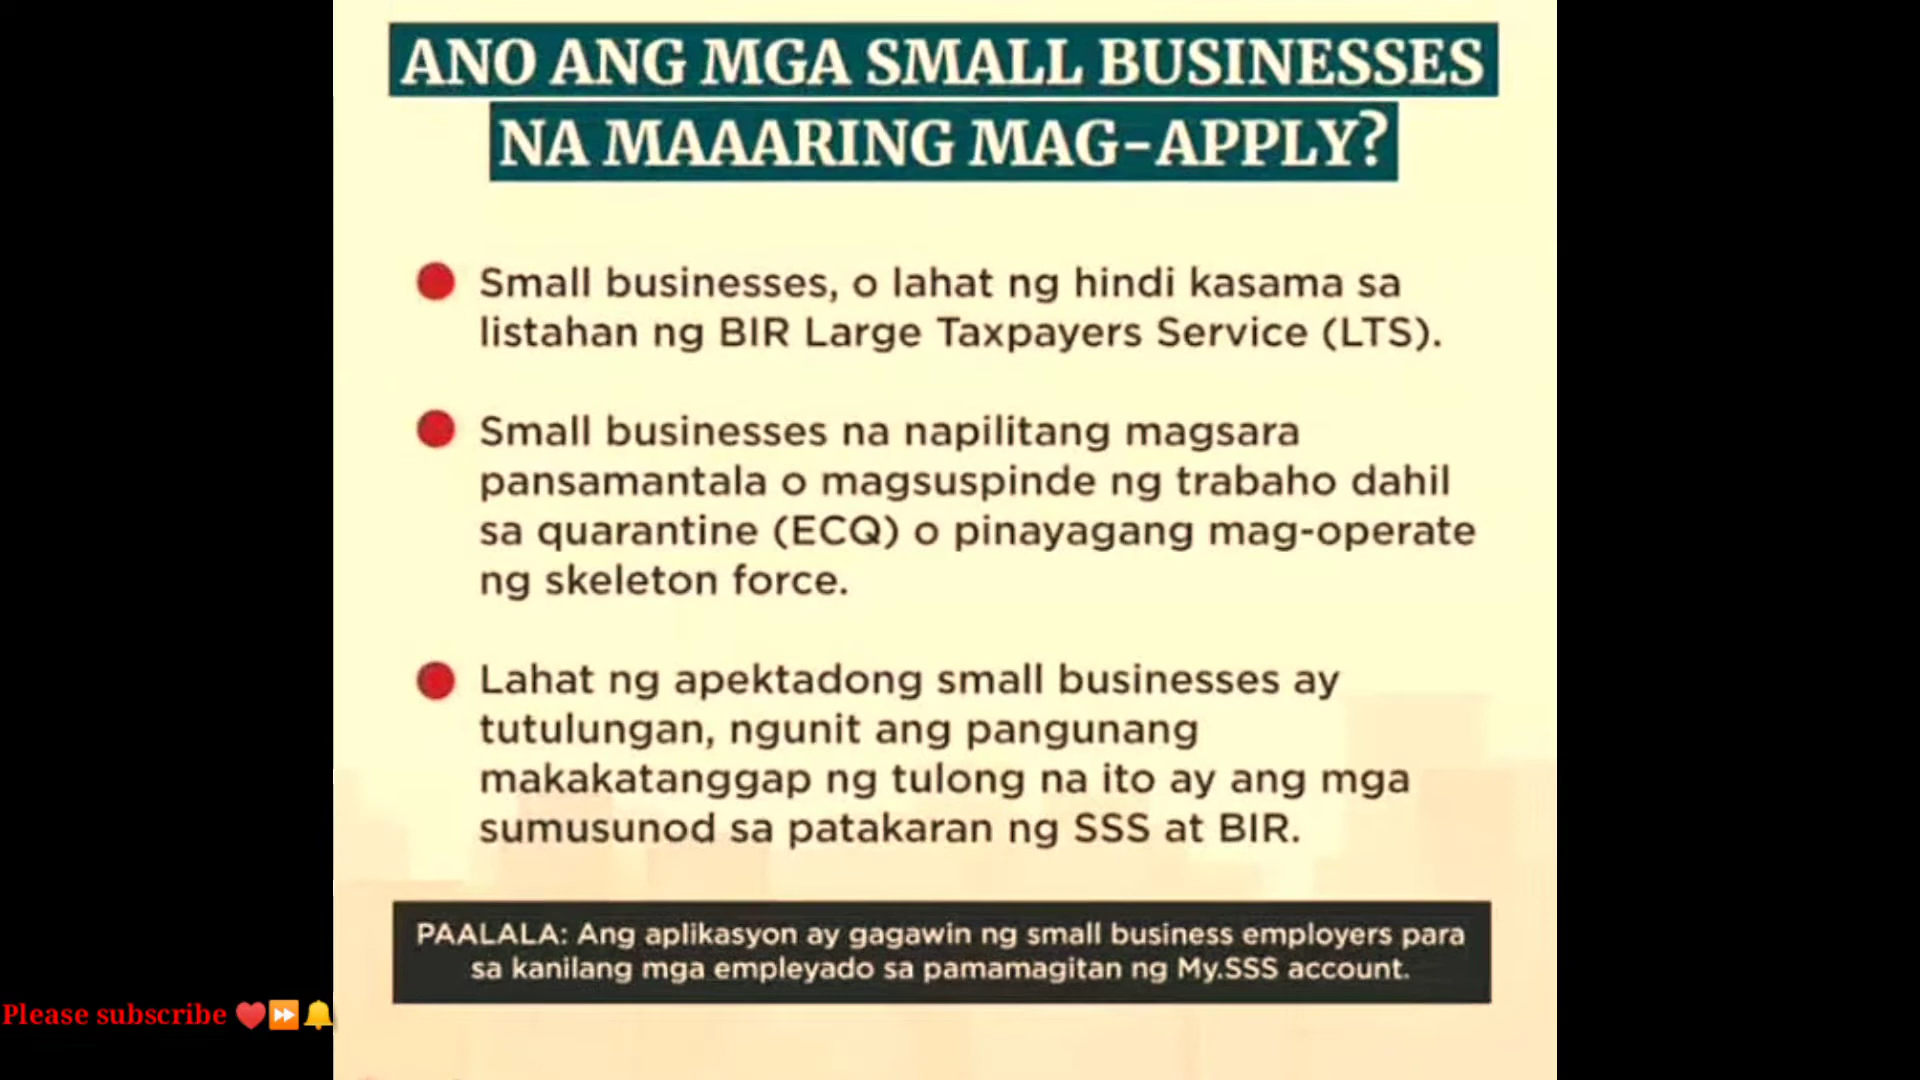 ANO ANG MGA SMALL BUSINESSES
NA MAAARING MAG-APPLY?
Small businesses, o lahat ng hindi kasama sa
listahan ng BIR Large Taxpayers Service (LTS).
Small businesses na napilitang magsara
pansamantala o magsuspinde ng trabaho dahil
sa quarantine (ECQ) o pinayagang mag-operate
ng skeleton force.
Lahat ng apektadong small businesses ay
tutulungan, ngunit ang pangunang
makakatanggap ng tulong na ito ay ang mga
sumusunod sa patakaran ng SSS at BIR.
PAALALA: Ang aplikasyon ay gagawin ng small business employers para
sa kanilang mga empleyado sa pamamagitan ng My.SSS account.
Please subscribe ❤️⏩🔔